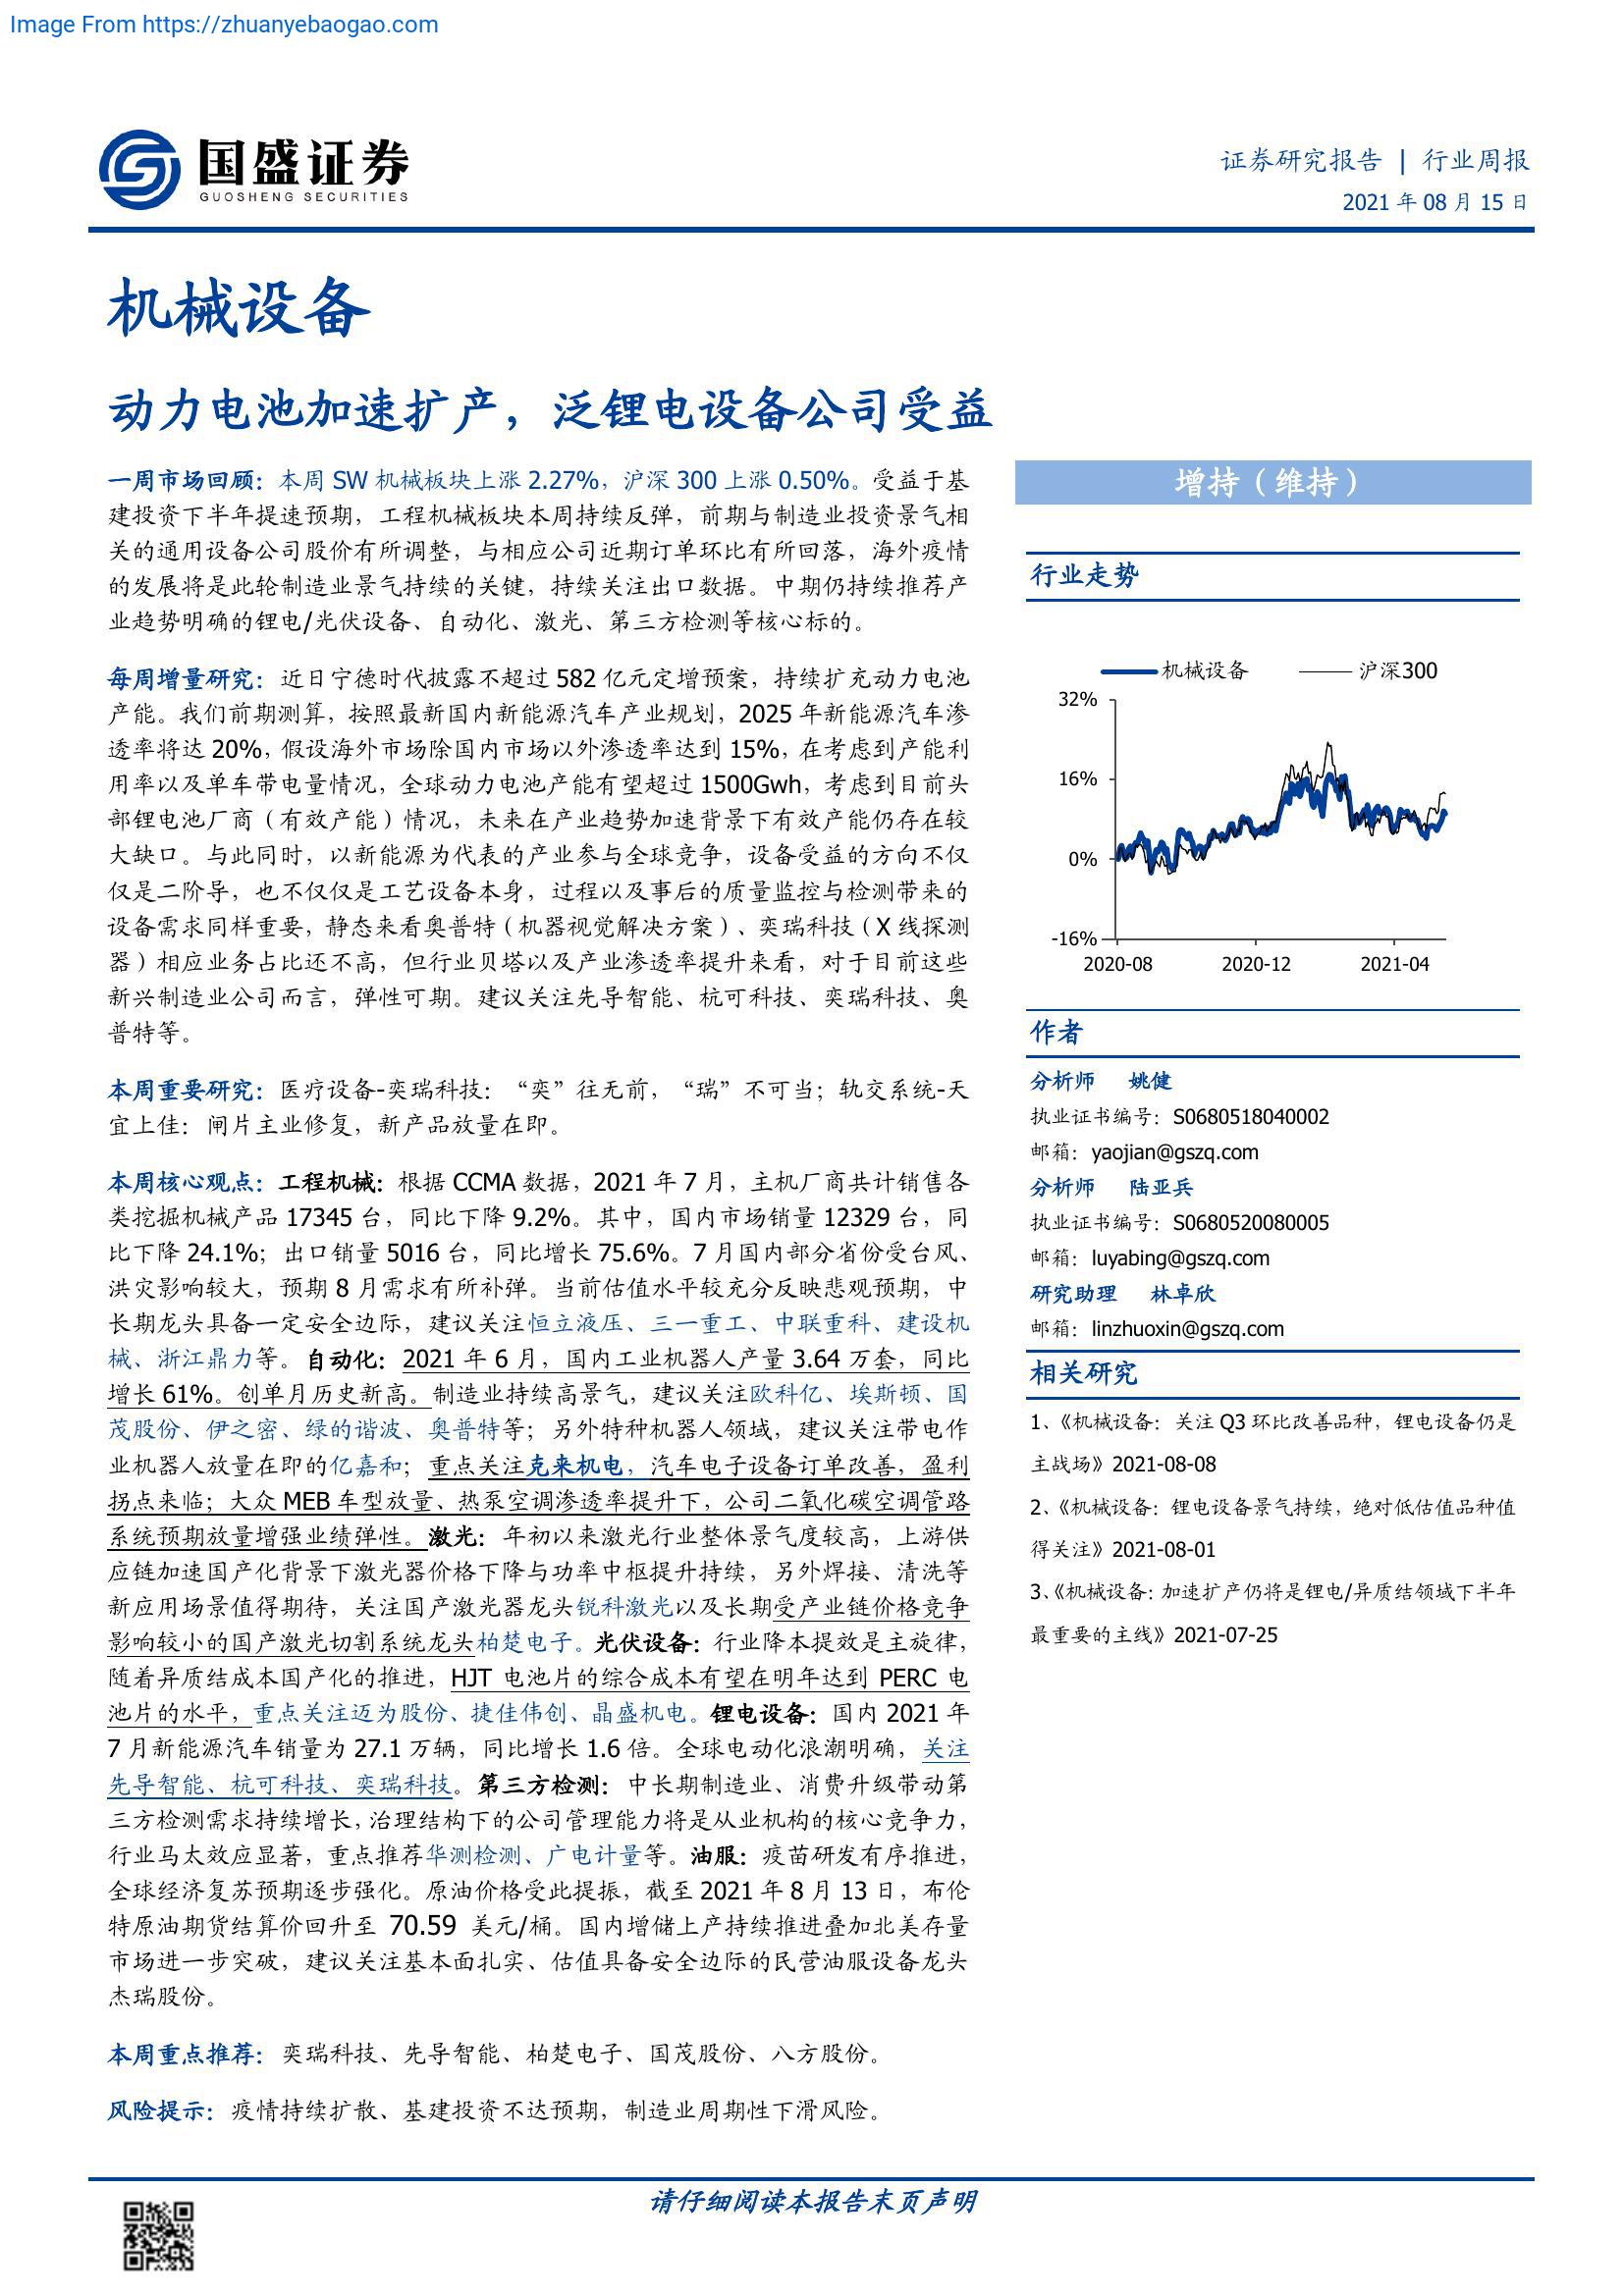 Image From https://zhuanyebaogao.com
国盛证券
GUOSHENG SECURITIES
证券研究报告 | 行业周报
2021 年 08 月 15 日
机械设备
动力电池加速扩产，泛锂电设备公司受益
一周市场回顾：本周 SW 机械板块上涨 2.27%，沪深 300 上涨 0.50%。受益于基
建投资下半年提速预期，工程机械板块本周持续反弹，前期与制造业投资景气相
关的通用设备公司股价有所调整，与相应公司近期订单环比有所回落，海外疫情
的发展将是此轮制造业景气持续的关键，持续关注出口数据。中期仍持续推荐产
业趋势明确的锂电/光伏设备、自动化、激光、第三方检测等核心标的。
每周增量研究：近日宁德时代披露不超过 582 亿元定增预案，持续扩充动力电池
产能。我们前期测算，按照最新国内新能源汽车产业规划，2025 年新能源汽车渗
透率将达 20%，假设海外市场除国内市场以外渗透率达到 15%，在考虑到产能利
用率以及单车带电量情况，全球动力电池产能有望超过 1500Gwh，考虑到目前头
部锂电池厂商（有效产能）情况，未来在产业趋势加速背景下有效产能仍存在较
大缺口。与此同时，以新能源为代表的产业参与全球竞争，设备受益的方向不仅
仅是二阶导，也不仅仅是工艺设备本身，过程以及事后的质量监控与检测带来的
设备需求同样重要，静态来看奥普特（机器视觉解决方案）、奕瑞科技（X 线探测
器）相应业务占比还不高，但行业贝塔以及产业渗透率提升来看，对于目前这些
新兴制造业公司而言，弹性可期。建议关注先导智能、杭可科技、奕瑞科技、奥
普特等。
本周重要研究：医疗设备-奕瑞科技：“奕”往无前，“瑞”不可当；轨交系统-天
宜上佳：闸片主业修复，新产品放量在即。
本周核心观点：工程机械：根据 CCMA 数据，2021 年 7 月，主机厂商共计销售各
类挖掘机械产品 17345 台，同比下降 9.2%。其中，国内市场销量 12329 台，同
比下降 24.1%；出口销量 5016 台，同比增长 75.6%。7 月国内部分省份受台风、
洪灾影响较大，预期 8 月需求有所补弹。当前估值水平较充分反映悲观预期，中
长期龙头具备一定安全边际，建议关注恒立液压、三一重工、中联重科、建设机
械、浙江鼎力等。自动化：2021 年 6 月，国内工业机器人产量 3.64 万套，同比
增长 61%。创单月历史新高。制造业持续高景气，建议关注欧科亿、埃斯顿、国
茂股份、伊之密、绿的谐波、奥普特等；另外特种机器人领域，建议关注带电作
业机器人放量在即的亿嘉和；重点关注克来机电，汽车电子设备订单改善，盈利
拐点来临；大众 MEB 车型放量、热泵空调渗透率提升下，公司二氧化碳空调管路
系统预期放量增强业绩弹性。激光：年初以来激光行业整体景气度较高，上游供
应链加速国产化背景下激光器价格下降与功率中枢提升持续，另外焊接、清洗等
新应用场景值得期待，关注国产激光器龙头锐科激光以及长期受产业链价格竞争
影响较小的国产激光切割系统龙头柏楚电子。光伏设备：行业降本提效是主旋律，
随着异质结成本国产化的推进，HJT 电池片的综合成本有望在明年达到 PERC 电
池片的水平，重点关注迈为股份、捷佳伟创、晶盛机电。锂电设备：国内 2021 年
7 月新能源汽车销量为 27.1 万辆，同比增长 1.6 倍。全球电动化浪潮明确，关注
先导智能、杭可科技、奕瑞科技。第三方检测：中长期制造业、消费升级带动第
三方检测需求持续增长，治理结构下的公司管理能力将是从业机构的核心竞争力，
行业马太效应显著，重点推荐华测检测、广电计量等。油服：疫苗研发有序推进，
全球经济复苏预期逐步强化。原油价格受此提振，截至 2021 年 8 月 13 日，布伦
特原油期货结算价回升至 70.59 美元/桶。国内增储上产持续推进叠加北美存量
市场进一步突破，建议关注基本面扎实、估值具备安全边际的民营油服设备龙头
杰瑞股份。
本周重点推荐：奕瑞科技、先导智能、柏楚电子、国茂股份、八方股份。
风险提示：疫情持续扩散、基建投资不达预期，制造业周期性下滑风险。
增持（维持）
行业走势
机械设备 沪深300
32%
16%
0%
-16%
2020-08 2020-12 2021-04
作者
分析师 姚健
执业证书编号：S0680518040002
邮箱：yaojian@gszq.com
分析师 陆亚兵
执业证书编号：S0680520080005
邮箱：luyabing@gszq.com
研究助理 林卓欣
邮箱：linzhuoxin@gszq.com
相关研究
1、《机械设备：关注 Q3 环比改善品种，锂电设备仍是
主战场》2021-08-08
2、《机械设备：锂电设备景气持续，绝对低估值品种值
得关注》2021-08-01
3、《机械设备：加速扩产仍将是锂电/异质结领域下半年
最重要的主线》2021-07-25
请仔细阅读本报告末页声明